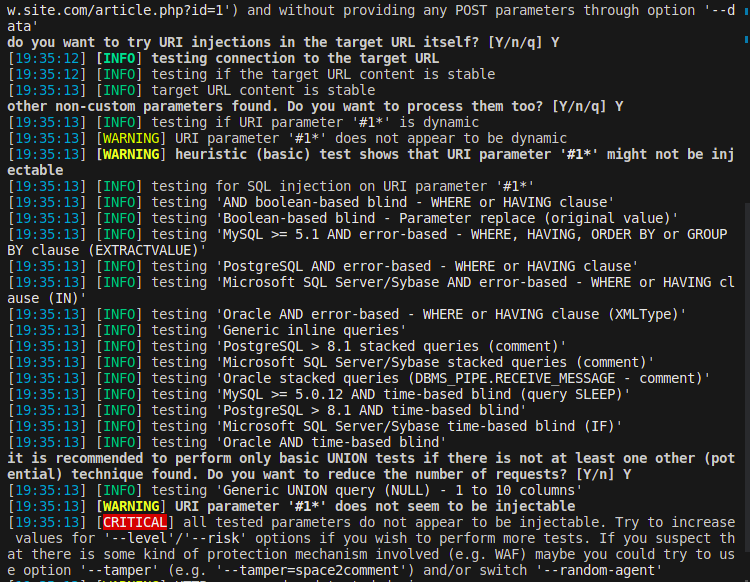 w.site.com/article.php?id=1') and without providing any POST parameters through option '--d
ata'
do you want to try URI injections in the target URL itself? [Y/n/q] Y
[19:35:12] [INFO] testing connection to the target URL
[19:35:12] [INFO] testing if the target URL content is stable
[19:35:13] [INFO] target URL content is stable
other non-custom parameters found. Do you want to process them too? [Y/n/q] Y
[19:35:13] [INFO] testing if URI parameter '#1*' is dynamic
[19:35:13] [WARNING] URI parameter '#1*' does not appear to be dynamic
[19:35:13] [WARNING] heuristic (basic) test shows that URI parameter '#1*' might not be inj
ectable
[19:35:13] [INFO] testing for SQL injection on URI parameter '#1*'
[19:35:13] [INFO] testing 'AND boolean-based blind - WHERE or HAVING clause'
[19:35:13] [INFO] testing 'Boolean-based blind - Parameter replace (original value)'
[19:35:13] [INFO] testing 'MySQL >= 5.1 AND error-based - WHERE, HAVING, ORDER BY or GROUP
BY clause (EXTRACTVALUE)'
[19:35:13] [INFO] testing 'PostgreSQL AND error-based - WHERE or HAVING clause'
[19:35:13] [INFO] testing 'Microsoft SQL Server/Sybase AND error-based - WHERE or HAVING cl
ause (IN)'
[19:35:13] [INFO] testing 'Oracle AND error-based - WHERE or HAVING clause (XMLType)'
[19:35:13] [INFO] testing 'Generic inline queries'
[19:35:13] [INFO] testing 'PostgreSQL > 8.1 stacked queries (comment)'
[19:35:13] [INFO] testing 'Microsoft SQL Server/Sybase stacked queries (comment)'
[19:35:13] [INFO] testing 'Oracle stacked queries (DBMS_PIPE.RECEIVE_MESSAGE - comment)'
[19:35:13] [INFO] testing 'MySQL >= 5.0.12 AND time-based blind (query SLEEP)'
[19:35:13] [INFO] testing 'PostgreSQL > 8.1 AND time-based blind'
[19:35:13] [INFO] testing 'Microsoft SQL Server/Sybase time-based blind (IF)'
[19:35:13] [INFO] testing 'Oracle AND time-based blind'
it is recommended to perform only basic UNION tests if there is not at least one other (pot
ential) technique found. Do you want to reduce the number of requests? [Y/n] Y
[19:35:13] [INFO] testing 'Generic UNION query (NULL) - 1 to 10 columns'
[19:35:13] [WARNING] URI parameter '#1*' does not seem to be injectable
[19:35:13] [CRITICAL] all tested parameters do not appear to be injectable. Try to increase
 values for '--level'/'--risk' options if you wish to perform more tests. If you suspect th
at there is some kind of protection mechanism involved (e.g. WAF) maybe you could try to us
e option '--tamper' (e.g. '--tamper=space2comment') and/or switch '--random-agent'